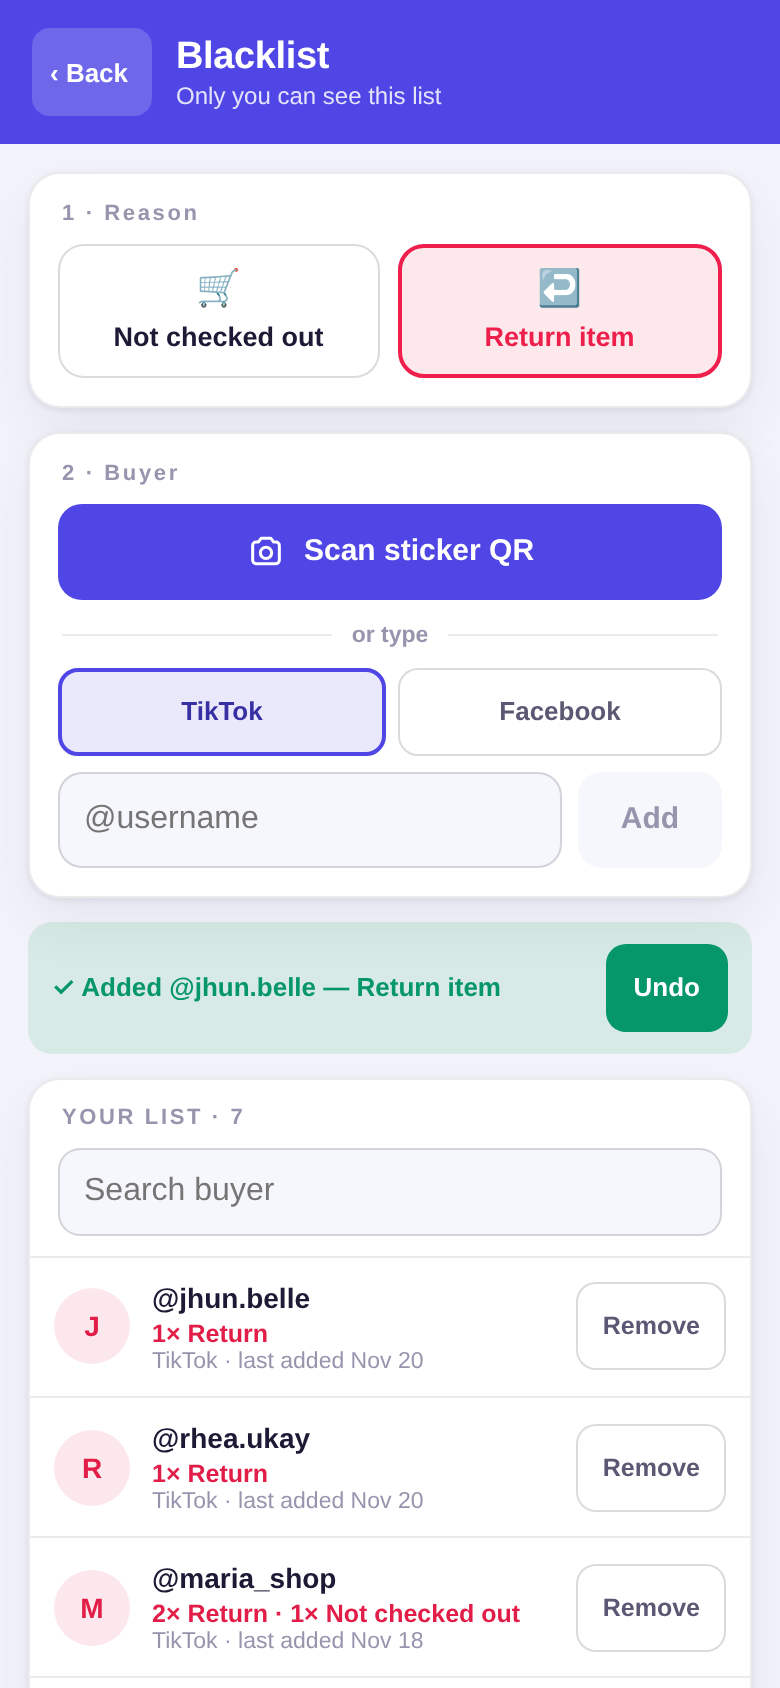 ‹ Back
Blacklist
Only you can see this list
1 · Reason
Not checked out
Return item
2 · Buyer
Scan sticker QR
or type
TikTok
Facebook
@username
Add
✓ Added @jhun.belle — Return item
Undo
YOUR LIST · 7
Search buyer
J
@jhun.belle
1× Return
TikTok · last added Nov 20
Remove
R
@rhea.ukay
1× Return
TikTok · last added Nov 20
Remove
M
@maria_shop
2× Return · 1× Not checked out
TikTok · last added Nov 18
Remove